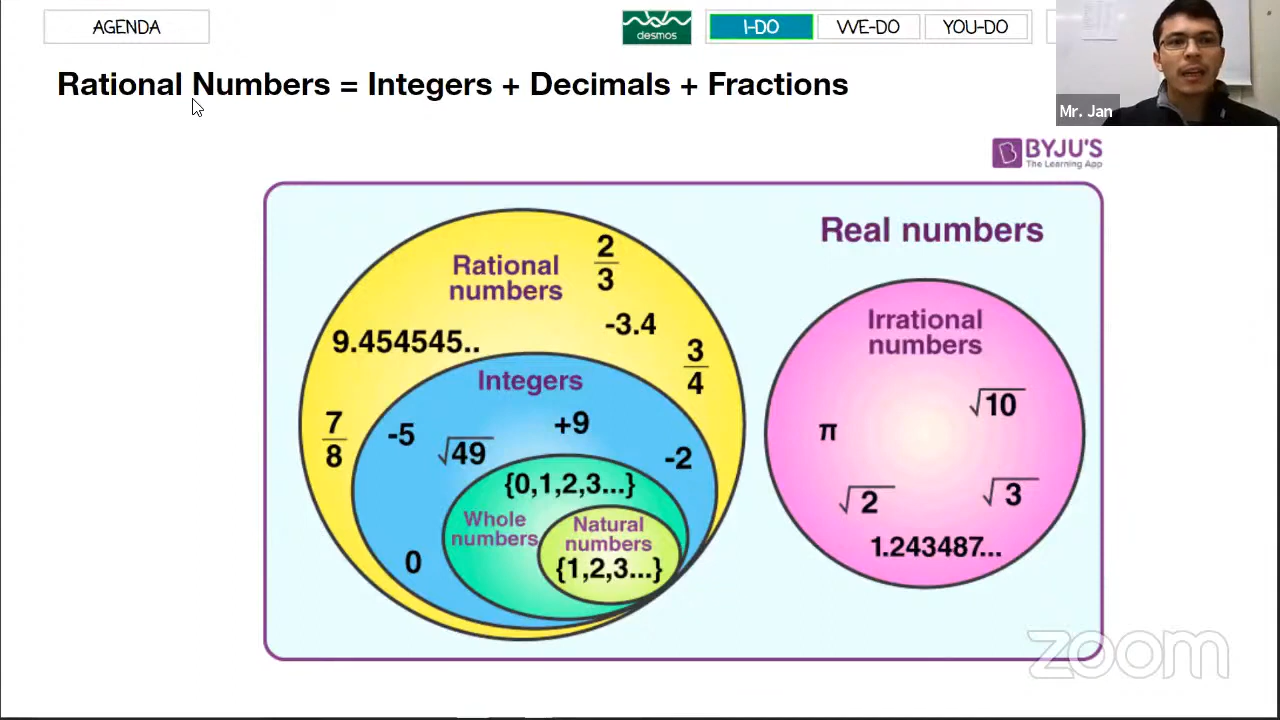 AGENDA
desmos
I-DO
WE-DO
YOU-DO
Mr. Jan
Rational Numbers = Integers + Decimals + Fractions
BYJU'S
The Learning App
Real numbers
Rational
numbers
2
3
-3.4
9.454545..
3
4
7
8
Integers
-5
√49
+9
-2
0
{0,1,2,3...}
Whole
numbers
Natural
numbers
{1,2,3...}
Irrational
numbers
√10
π
√2
√3
1.243487...
zoom